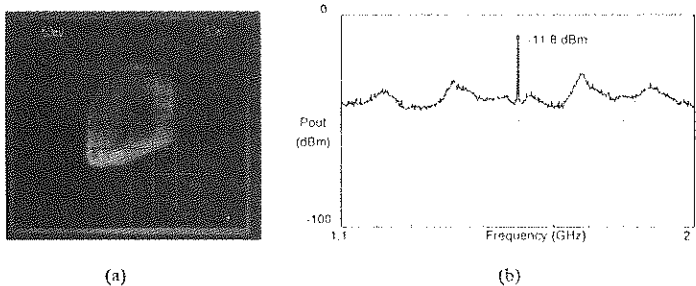 0
-11.8 dBm
Pout
(dBm)
-100
1.1
Frequency (GHz)
2
(a)
(b)